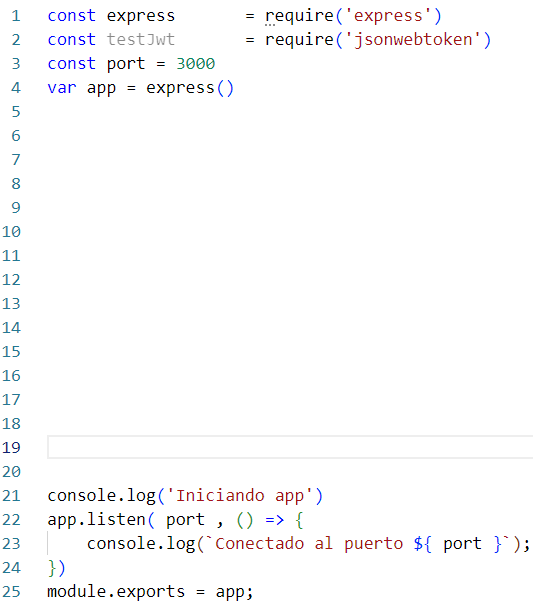 1 const express       = require('express')
2 const testJwt       = require('jsonwebtoken')
3 const port = 3000
4 var app = express()
5
6
7
8
9
10
11
12
13
14
15
16
17
18
19
20
21 console.log('Iniciando app')
22 app.listen( port , () => {
23     console.log(`Conectado al puerto ${ port }`);
24 })
25 module.exports = app;